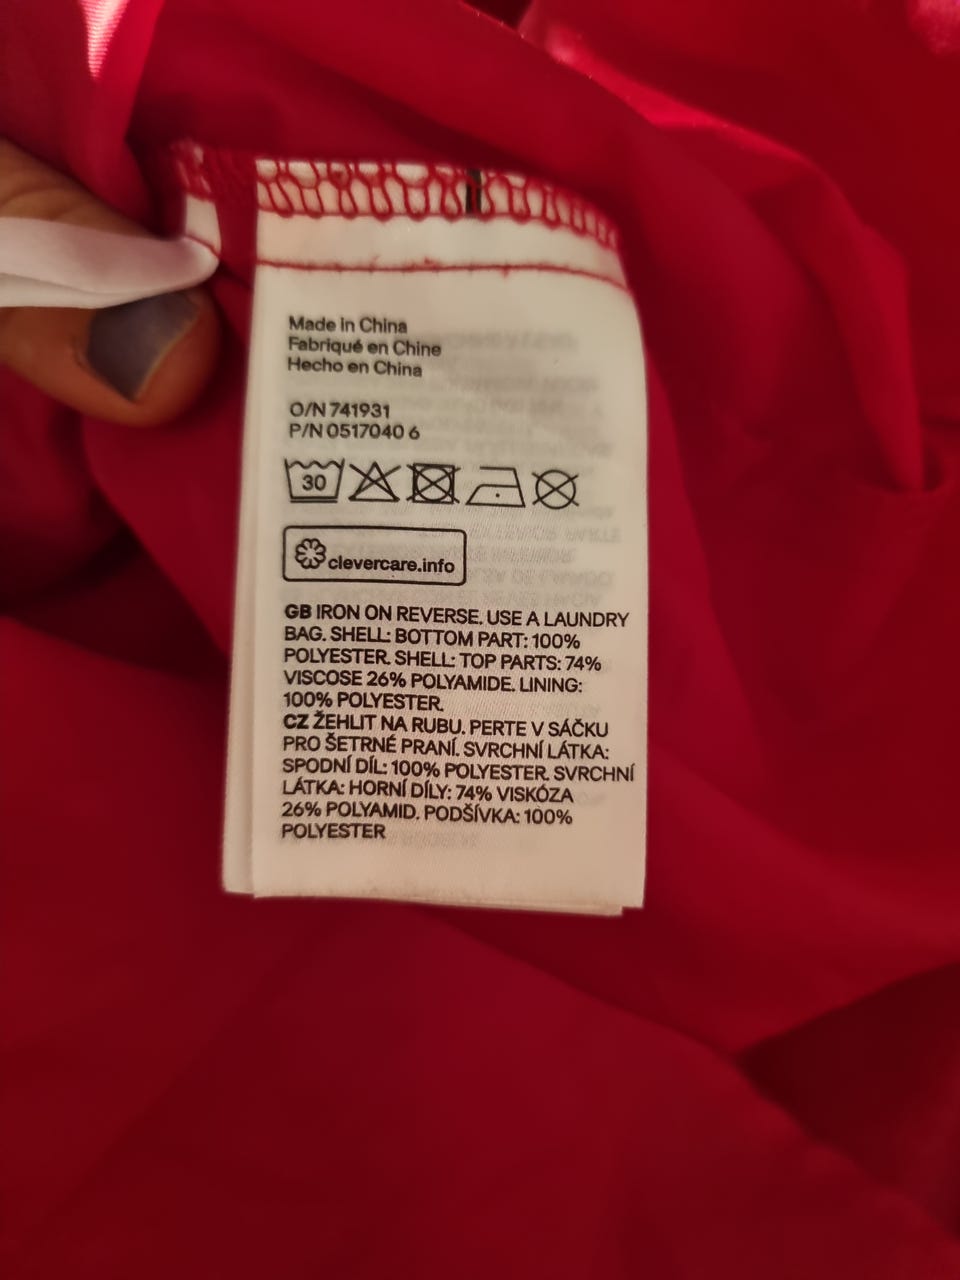 Made in China
Fabriqué en Chine
Hecho en China
O/N 741931
P/N 0517040 6
30
clevercare.info
GB IRON ON REVERSE. USE A LAUNDRY
BAG. SHELL: BOTTOM PART: 100%
POLYESTER. SHELL: TOP PARTS: 74%
VISCOSE 26% POLYAMIDE. LINING:
100% POLYESTER.
CZ ŽEHLIT NA RUBU. PERTE V SÁČKU
PRO ŠETRNÉ PRANÍ. SVRCHNÍ LÁTKA:
SPODNÍ DÍL: 100% POLYESTER. SVRCHNÍ
LÁTKA: HORNÍ DÍLY: 74% VISKÓZA
26% POLYAMID. PODŠÍVKA: 100%
POLYESTER